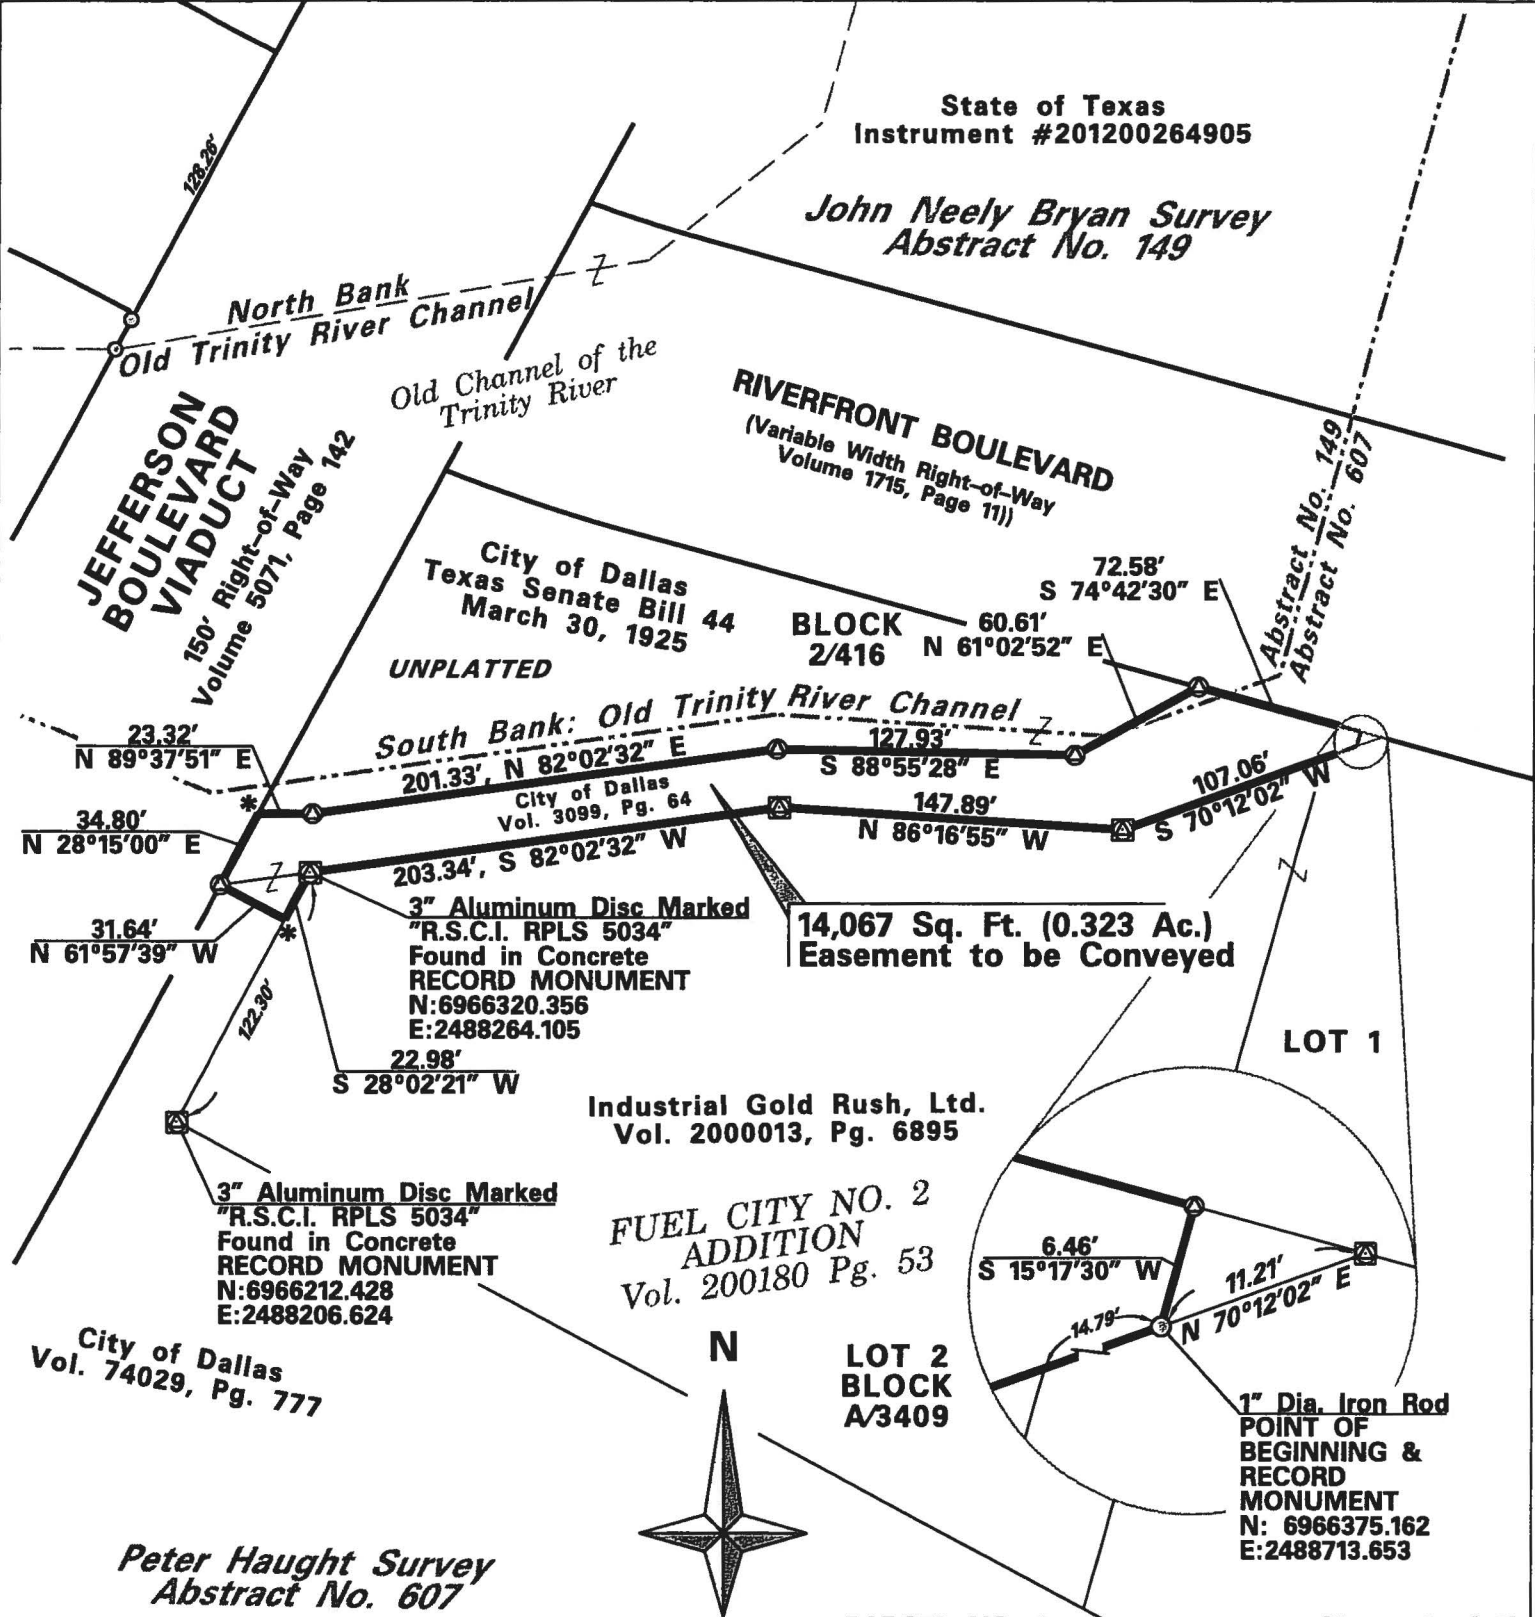 State of Texas
Instrument #201200264905
John Neely Bryan Survey
Abstract No. 149
128.26'
North Bank
Old Trinity River Channel
Old Channel of the
Trinity River
JEFFERSON
BOULEVARD
VIADUCT
150' Right-of-Way
Volume 5071, Page 142
RIVERFRONT BOULEVARD
(Variable Width Right-of-Way
Volume 1715, Page 11))
Abstract No. 149
Abstract No. 607
City of Dallas
Texas Senate Bill 44
March 30, 1925
UNPLATTED
BLOCK
2/416
72.58'
S 74°42'30" E
60.61'
N 61°02'52" E
South Bank: Old Trinity River Channel
23.32'
N 89°37'51" E
201.33', N 82°02'32" E
127.93'
S 88°55'28" E
City of Dallas
Vol. 3099, Pg. 64
107.06'
S 70°12'02" W
147.89'
N 86°16'55" W
34.80'
N 28°15'00" E
203.34', S 82°02'32" W
*
*
31.64'
N 61°57'39" W
3" Aluminum Disc Marked
"R.S.C.I. RPLS 5034"
Found in Concrete
RECORD MONUMENT
N:6966320.356
E:2488264.105
14,067 Sq. Ft. (0.323 Ac.)
Easement to be Conveyed
122.30'
22.98'
S 28°02'21" W
LOT 1
Industrial Gold Rush, Ltd.
Vol. 2000013, Pg. 6895
3" Aluminum Disc Marked
"R.S.C.I. RPLS 5034"
Found in Concrete
RECORD MONUMENT
N:6966212.428
E:2488206.624
FUEL CITY NO. 2
ADDITION
Vol. 200180 Pg. 53
6.46'
S 15°17'30" W
11.21'
N 70°12'02" E
14.79'
City of Dallas
Vol. 74029, Pg. 777
N
LOT 2
BLOCK
A/3409
1" Dia. Iron Rod
POINT OF
BEGINNING &
RECORD
MONUMENT
N: 6966375.162
E:2488713.653
Peter Haught Survey
Abstract No. 607